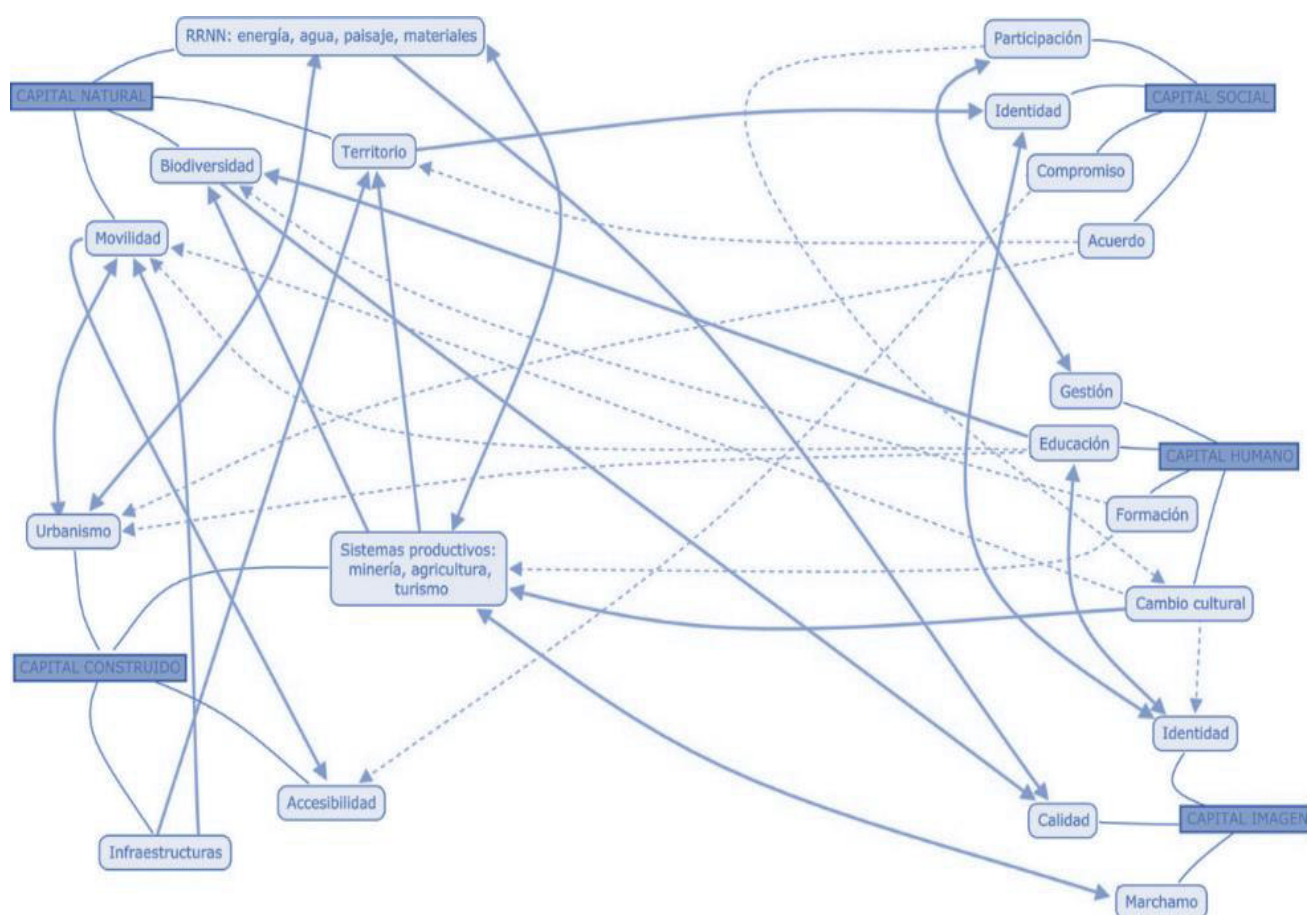 RRNN: energía, agua, paisaje, materiales
Participación
CAPITAL NATURAL
CAPITAL SOCIAL
Identidad
Territorio
Biodiversidad
Compromiso
Movilidad
Acuerdo
Gestión
Educación
CAPITAL HUMANO
Formación
Urbanismo
Sistemas productivos:
minería, agricultura,
turismo
Cambio cultural
CAPITAL CONSTRUIDO
Identidad
Accesibilidad
Calidad
CAPITAL IMAGEN
Infraestructuras
Marchamo